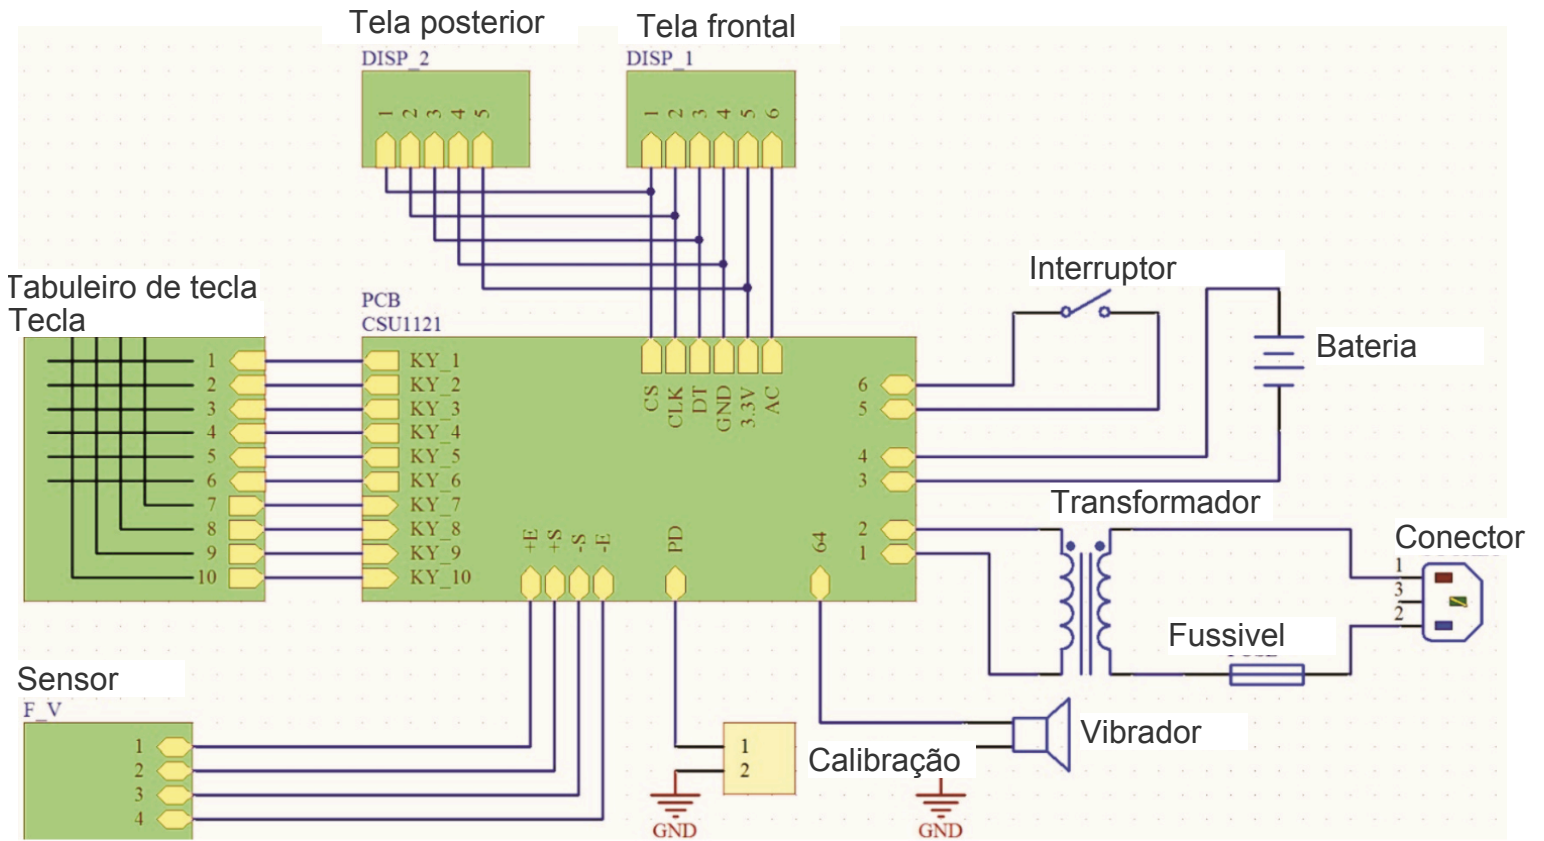 Tela posterior
Tela frontal
DISP_2
DISP_1
1 2 3 4 5
1 2 3 4 5 6
Interruptor
Tabuleiro de tecla
Tecla
PCB
CSU1121
Bateria
1
2
3
4
5
6
7
8
9
10
KY_1
KY_2
KY_3
KY_4
KY_5
KY_6
KY_7
KY_8
KY_9
KY_10
CS CLK DT GND 3.3V AC
6
5
4
3
2
1
+E +S -S -E
PD
64
Transformador
Conector
1
3
2
Fussivel
Sensor
F_V
1
2
3
4
1
2
Calibração
Vibrador
GND
GND